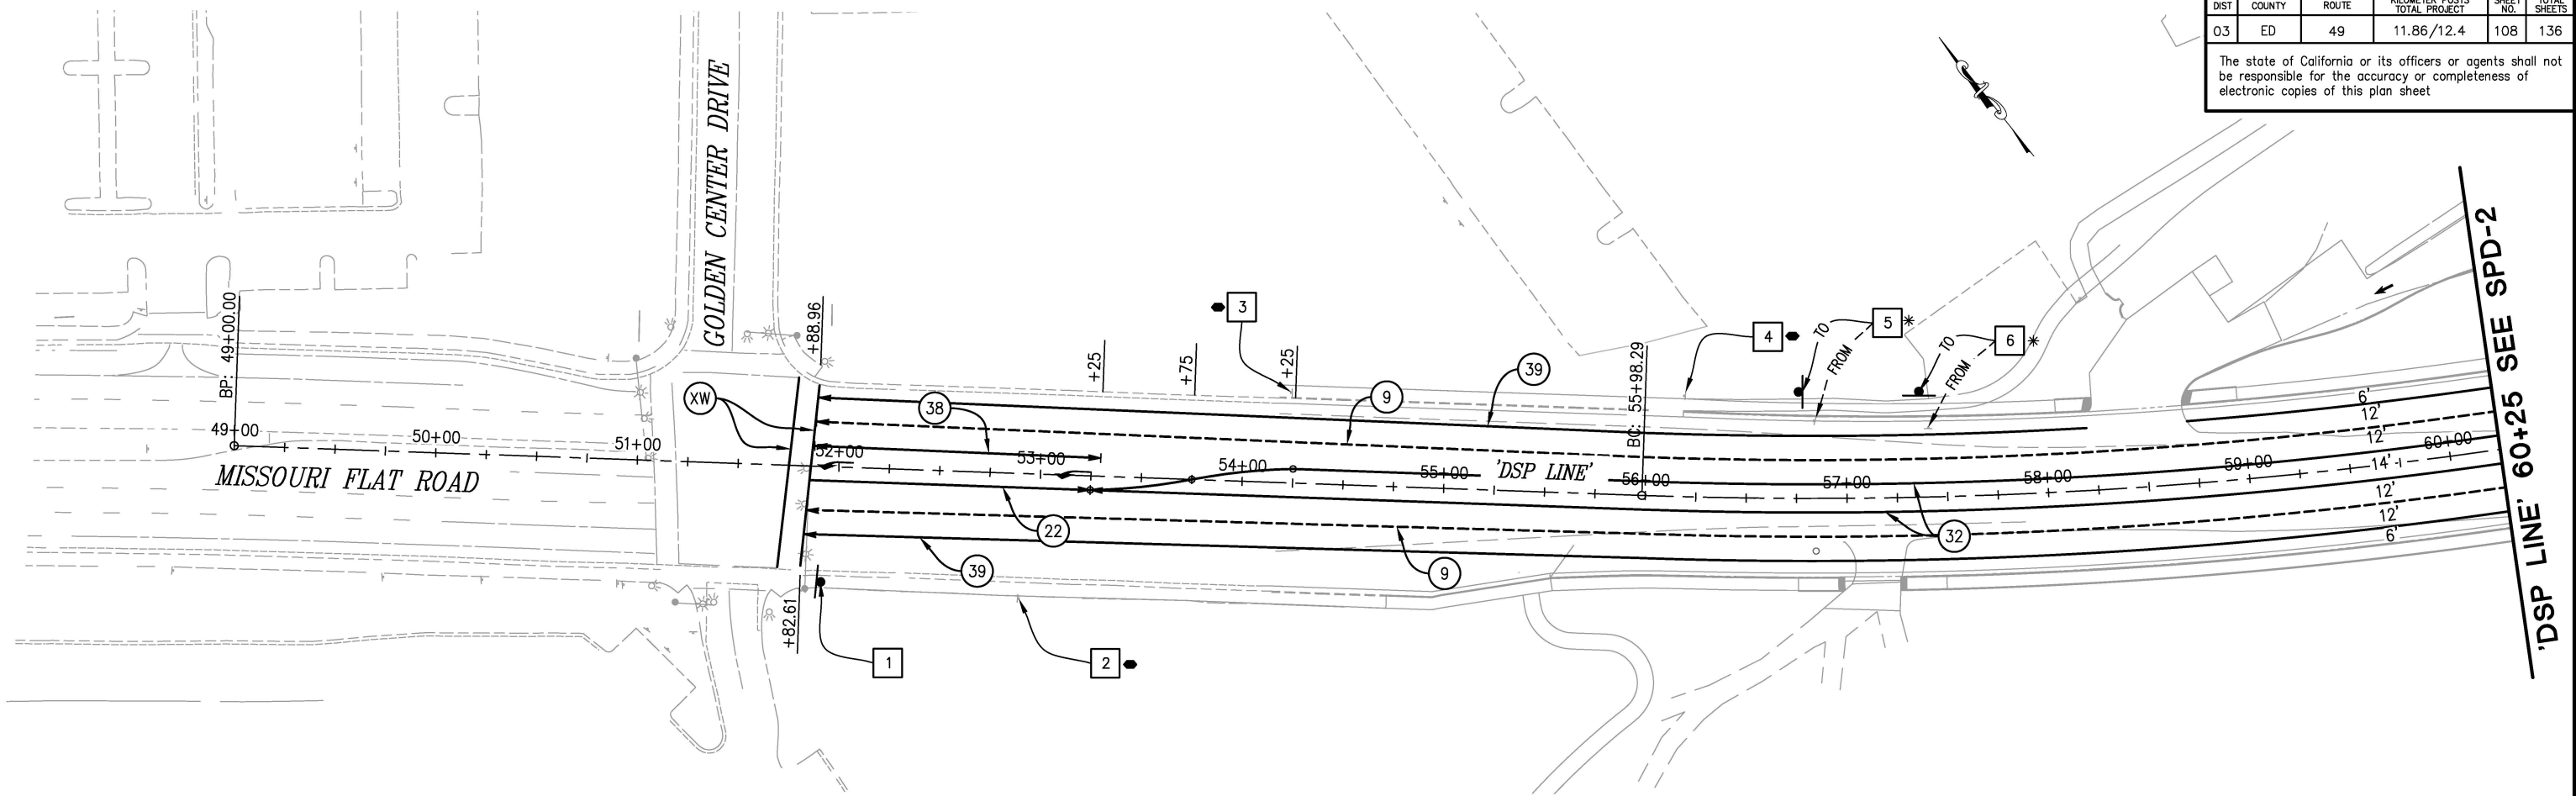 DIST
COUNTY
ROUTE
KILOMETER POSTS
TOTAL PROJECT
SHEET
NO.
TOTAL
SHEETS
03
ED
49
11.86/12.4
108
136
The state of California or its officers or agents shall not
be responsible for the accuracy or completeness of
electronic copies of this plan sheet
GOLDEN CENTER DRIVE
BP: 49+00.00
+88.96
3
+25
+75
+25
4
5 *
TO
FROM
6 *
TO
FROM
BC: 55+98.29
39
9
XW
38
49+00
50+00
51+00
52+00
53+00
54+00
55+00
'DSP LINE'
56+00
57+00
58+00
59+00
60+00
6'
12'
12'
14'
12'
12'
6'
MISSOURI FLAT ROAD
22
32
39
9
+82.61
1
2
'DSP LINE' 60+25 SEE SPD-2